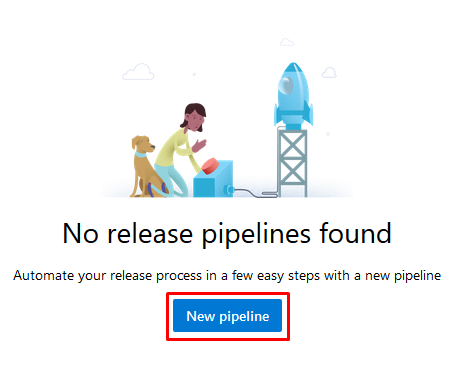 No release pipelines found
Automate your release process in a few easy steps with a new pipeline
New pipeline